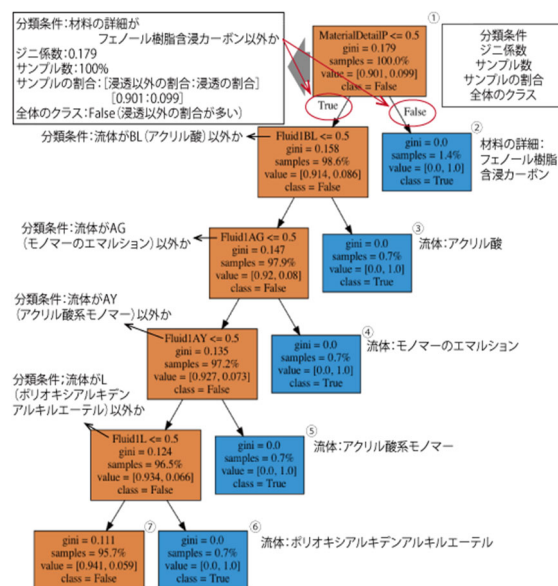 分類条件：材料の詳細が
フェノール樹脂含浸カーボン以外か
ジニ係数：0.179
サンプル数：100%
サンプルの割合：[浸透以外の割合：浸透の割合]
[0.901：0.099]
全体のクラス：False（浸透以外の割合が多い）
①
MaterialDetailP <= 0.5
gini = 0.179
samples = 100.0%
value = [0.901, 0.099]
class = False
分類条件
ジニ係数
サンプル数
サンプルの割合
全体のクラス
True
False
分類条件：流体がBL（アクリル酸）以外か
Fluid1BL <= 0.5
gini = 0.158
samples = 98.6%
value = [0.914, 0.086]
class = False
②
gini = 0.0
samples = 1.4%
value = [0.0, 1.0]
class = True
材料の詳細：
フェノール樹脂
含浸カーボン
分類条件：流体がAG
（モノマーのエマルション）以外か
Fluid1AG <= 0.5
gini = 0.147
samples = 97.9%
value = [0.92, 0.08]
class = False
③
gini = 0.0
samples = 0.7%
value = [0.0, 1.0]
class = True
流体：アクリル酸
分類条件：流体がAY
（アクリル酸系モノマー）以外か
Fluid1AY <= 0.5
gini = 0.135
samples = 97.2%
value = [0.927, 0.073]
class = False
④
gini = 0.0
samples = 0.7%
value = [0.0, 1.0]
class = True
流体：モノマーのエマルション
分類条件：流体がL
（ポリオキシアルキデン
アルキルエーテル）以外か
Fluid1L <= 0.5
gini = 0.124
samples = 96.5%
value = [0.934, 0.066]
class = False
⑤
gini = 0.0
samples = 0.7%
value = [0.0, 1.0]
class = True
流体：アクリル酸系モノマー
⑦
gini = 0.111
samples = 95.7%
value = [0.941, 0.059]
class = False
⑥
gini = 0.0
samples = 0.7%
value = [0.0, 1.0]
class = True
流体：ポリオキシアルキデンアルキルエーテル